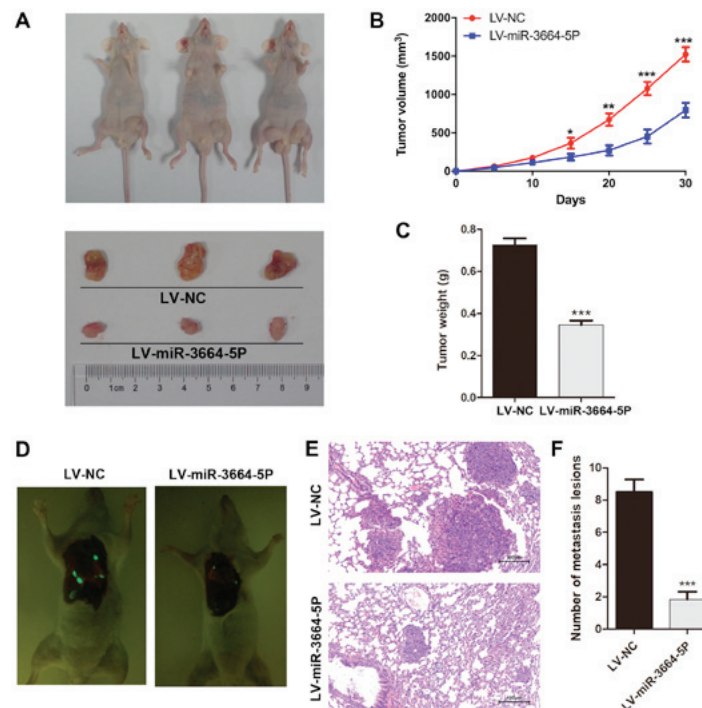 A
LV-NC
LV-miR-3664-5P
0 1cm 2 3 4 5 6 7 8 9
B
LV-NC
LV-miR-3664-5P
Tumor volume (mm³)
2000
1500
1000
500
0
* ** *** ***
0 10 20 30
Days
C
Tumor weight (g)
0.8
0.6
0.4
0.2
0.0
***
LV-NC LV-miR-3664-5P
D
LV-NC LV-miR-3664-5P
E
LV-NC
LV-miR-3664-5P
F
Number of metastasis lesions
10
8
6
4
2
0
***
LV-NC
LV-miR-3664-5P